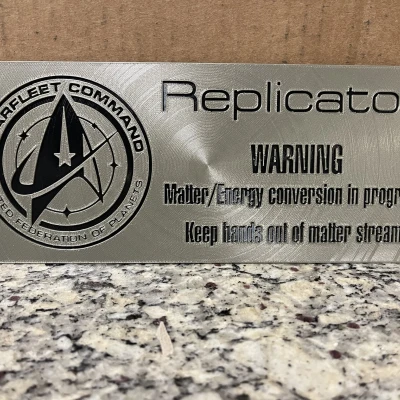 ARFLEET COMMAND
TED FEDERATION OF PLANETS
Replicato
WARNING
Matter/Energy conversion in progr
Keep hands out of matter stream